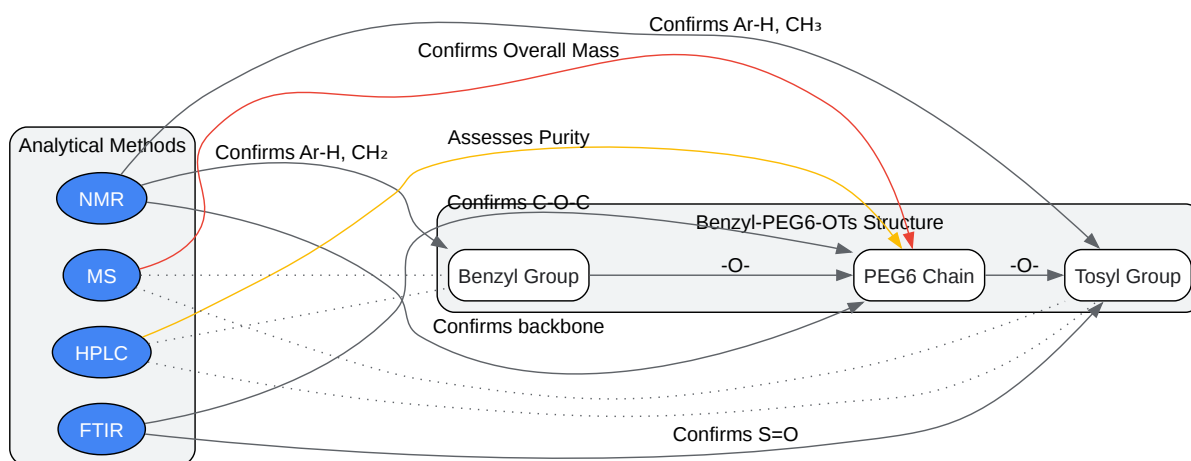 Confirms Ar-H, CH₃
Confirms Overall Mass
Analytical Methods
Assesses Purity
Confirms Ar-H, CH₂
NMR
Confirms C-O-C
Benzyl-PEG6-OTs Structure
MS
Benzyl Group
-O-
PEG6 Chain
-O-
Tosyl Group
Confirms backbone
HPLC
FTIR
Confirms S=O